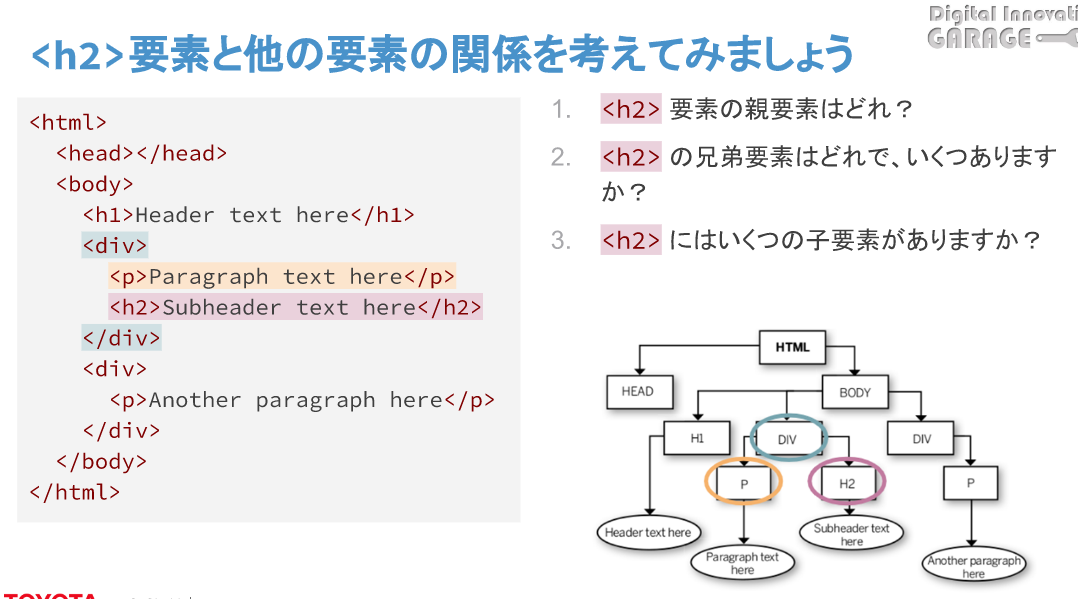 Digital Innovati
GARAGE
<h2>要素と他の要素の関係を考えてみましょう
<html>
<head></head>
<body>
<h1>Header text here</h1>
<div>
<p>Paragraph text here</p>
<h2>Subheader text here</h2>
</div>
<div>
<p>Another paragraph here</p>
</div>
</body>
</html>
1. <h2> 要素の親要素はどれ？
2. <h2> の兄弟要素はどれで、いくつあります
か？
3. <h2> にはいくつの子要素がありますか？
HTML
HEAD
BODY
H1
DIV
DIV
P
H2
P
Header text here
Subheader text
here
Paragraph text
here
Another paragraph
here
TOYOTA